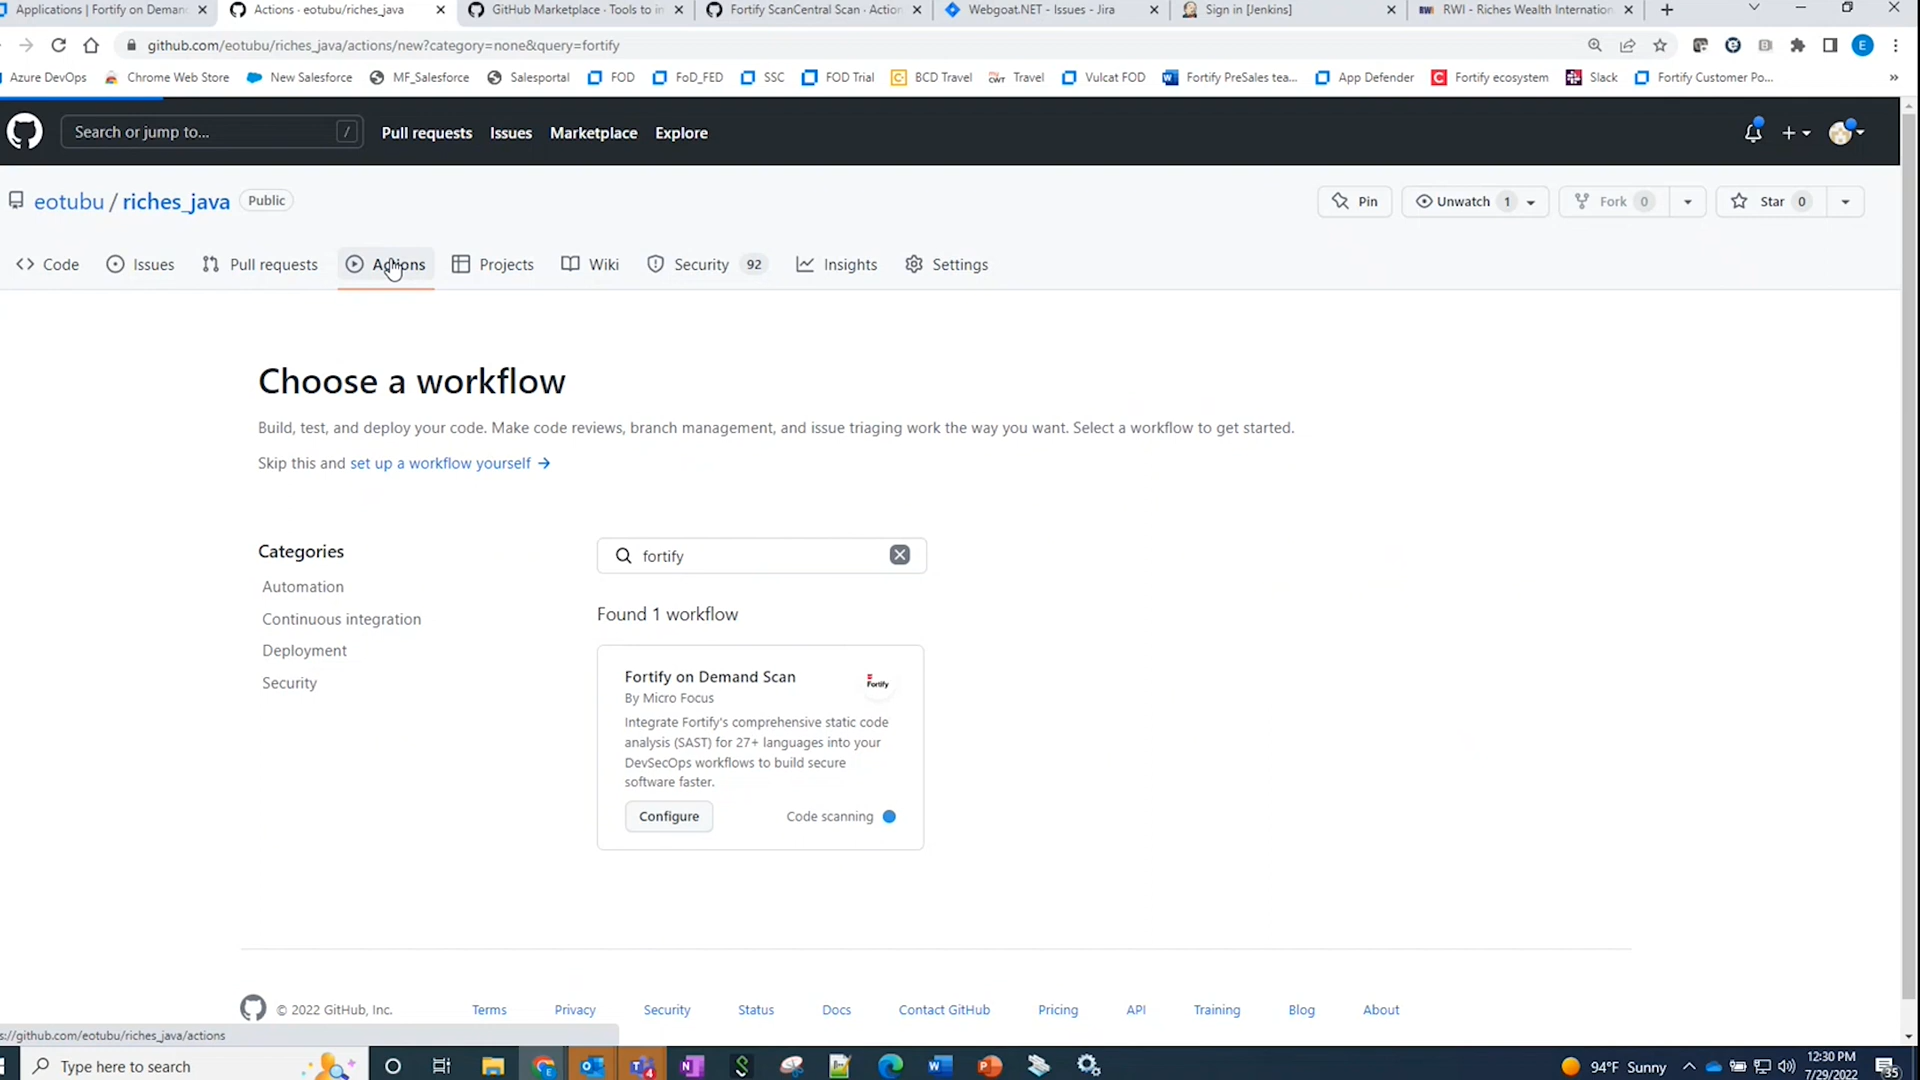 Applications | Fortify on Deman
Actions · eotubu/riches_java
GitHub Marketplace · Tools to in
Fortify ScanCentral Scan · Action
Webgoat.NET - Issues - Jira
Sign in [Jenkins]
RWI - Riches Wealth Internation
github.com/eotubu/riches_java/actions/new?category=none&query=fortify
E
Azure DevOps
Chrome Web Store
New Salesforce
MF_Salesforce
Salesportal
FOD
FoD_FED
SSC
FOD Trial
BCD Travel
Travel
Vulcat FOD
Fortify PreSales tea...
App Defender
Fortify ecosystem
Slack
Fortify Customer Po...
»
Search or jump to... /
Pull requests
Issues
Marketplace
Explore
eotubu / riches_java Public
Pin
Unwatch 1
Fork 0
Star 0
Code
Issues
Pull requests
Actions
Projects
Wiki
Security 92
Insights
Settings
Choose a workflow
Build, test, and deploy your code. Make code reviews, branch management, and issue triaging work the way you want. Select a workflow to get started.
Skip this and set up a workflow yourself →
Categories
Automation
Continuous integration
Deployment
Security
fortify
Found 1 workflow
Fortify on Demand Scan
Fortify
By Micro Focus
Integrate Fortify's comprehensive static code
analysis (SAST) for 27+ languages into your
DevSecOps workflows to build secure
software faster.
Configure
Code scanning
© 2022 GitHub, Inc.
Terms
Privacy
Security
Status
Docs
Contact GitHub
Pricing
API
Training
Blog
About
s://github.com/eotubu/riches_java/actions
Type here to search
94°F Sunny
12:30 PM
7/29/2022
35